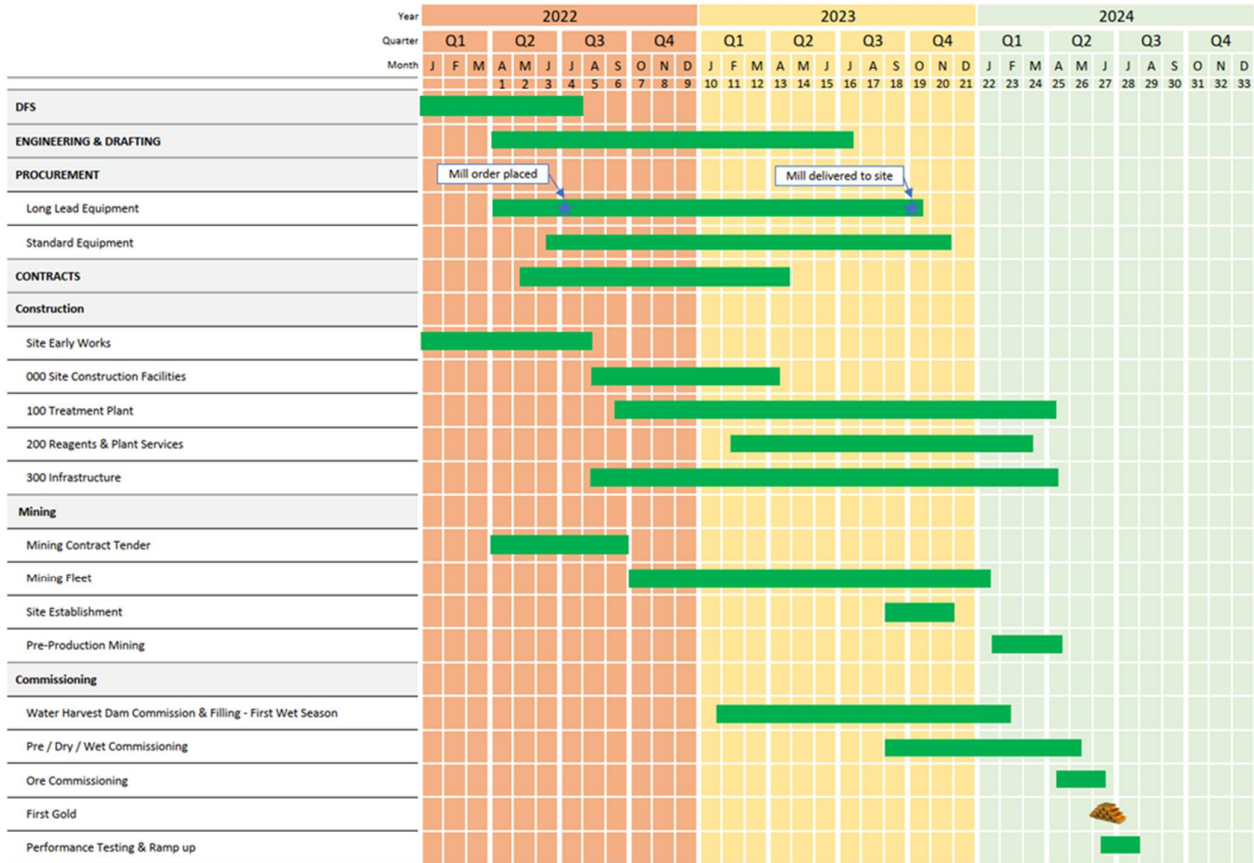 Year 2022 2023 2024
Quarter Q1 Q2 Q3 Q4 Q1 Q2 Q3 Q4 Q1 Q2 Q3 Q4
Month J F M A M J J A S O N D J F M A M J J A S O N D J F M A M J J A S O N D
1 2 3 4 5 6 7 8 9 10 11 12 13 14 15 16 17 18 19 20 21 22 23 24 25 26 27 28 29 30 31 32 33
DFS
ENGINEERING & DRAFTING
PROCUREMENT
Mill order placed
Mill delivered to site
Long Lead Equipment
Standard Equipment
CONTRACTS
Construction
Site Early Works
000 Site Construction Facilities
100 Treatment Plant
200 Reagents & Plant Services
300 Infrastructure
Mining
Mining Contract Tender
Mining Fleet
Site Establishment
Pre-Production Mining
Commissioning
Water Harvest Dam Commission & Filling - First Wet Season
Pre / Dry / Wet Commissioning
Ore Commissioning
First Gold
Performance Testing & Ramp up